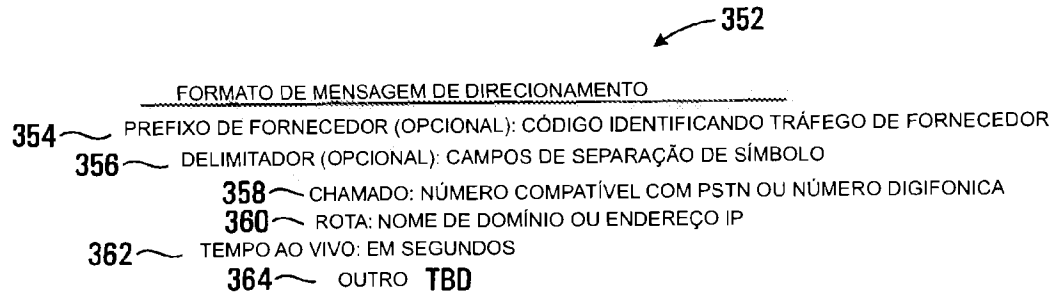 352
FORMATO DE MENSAGEM DE DIRECIONAMENTO
354 PREFIXO DE FORNECEDOR (OPCIONAL): CÓDIGO IDENTIFICANDO TRÁFEGO DE FORNECEDOR
356 DELIMITADOR (OPCIONAL): CAMPOS DE SEPARAÇÃO DE SÍMBOLO
358 CHAMADO: NÚMERO COMPATÍVEL COM PSTN OU NÚMERO DIGIFONICA
360 ROTA: NOME DE DOMÍNIO OU ENDEREÇO IP
362 TEMPO AO VIVO: EM SEGUNDOS
364 OUTRO TBD